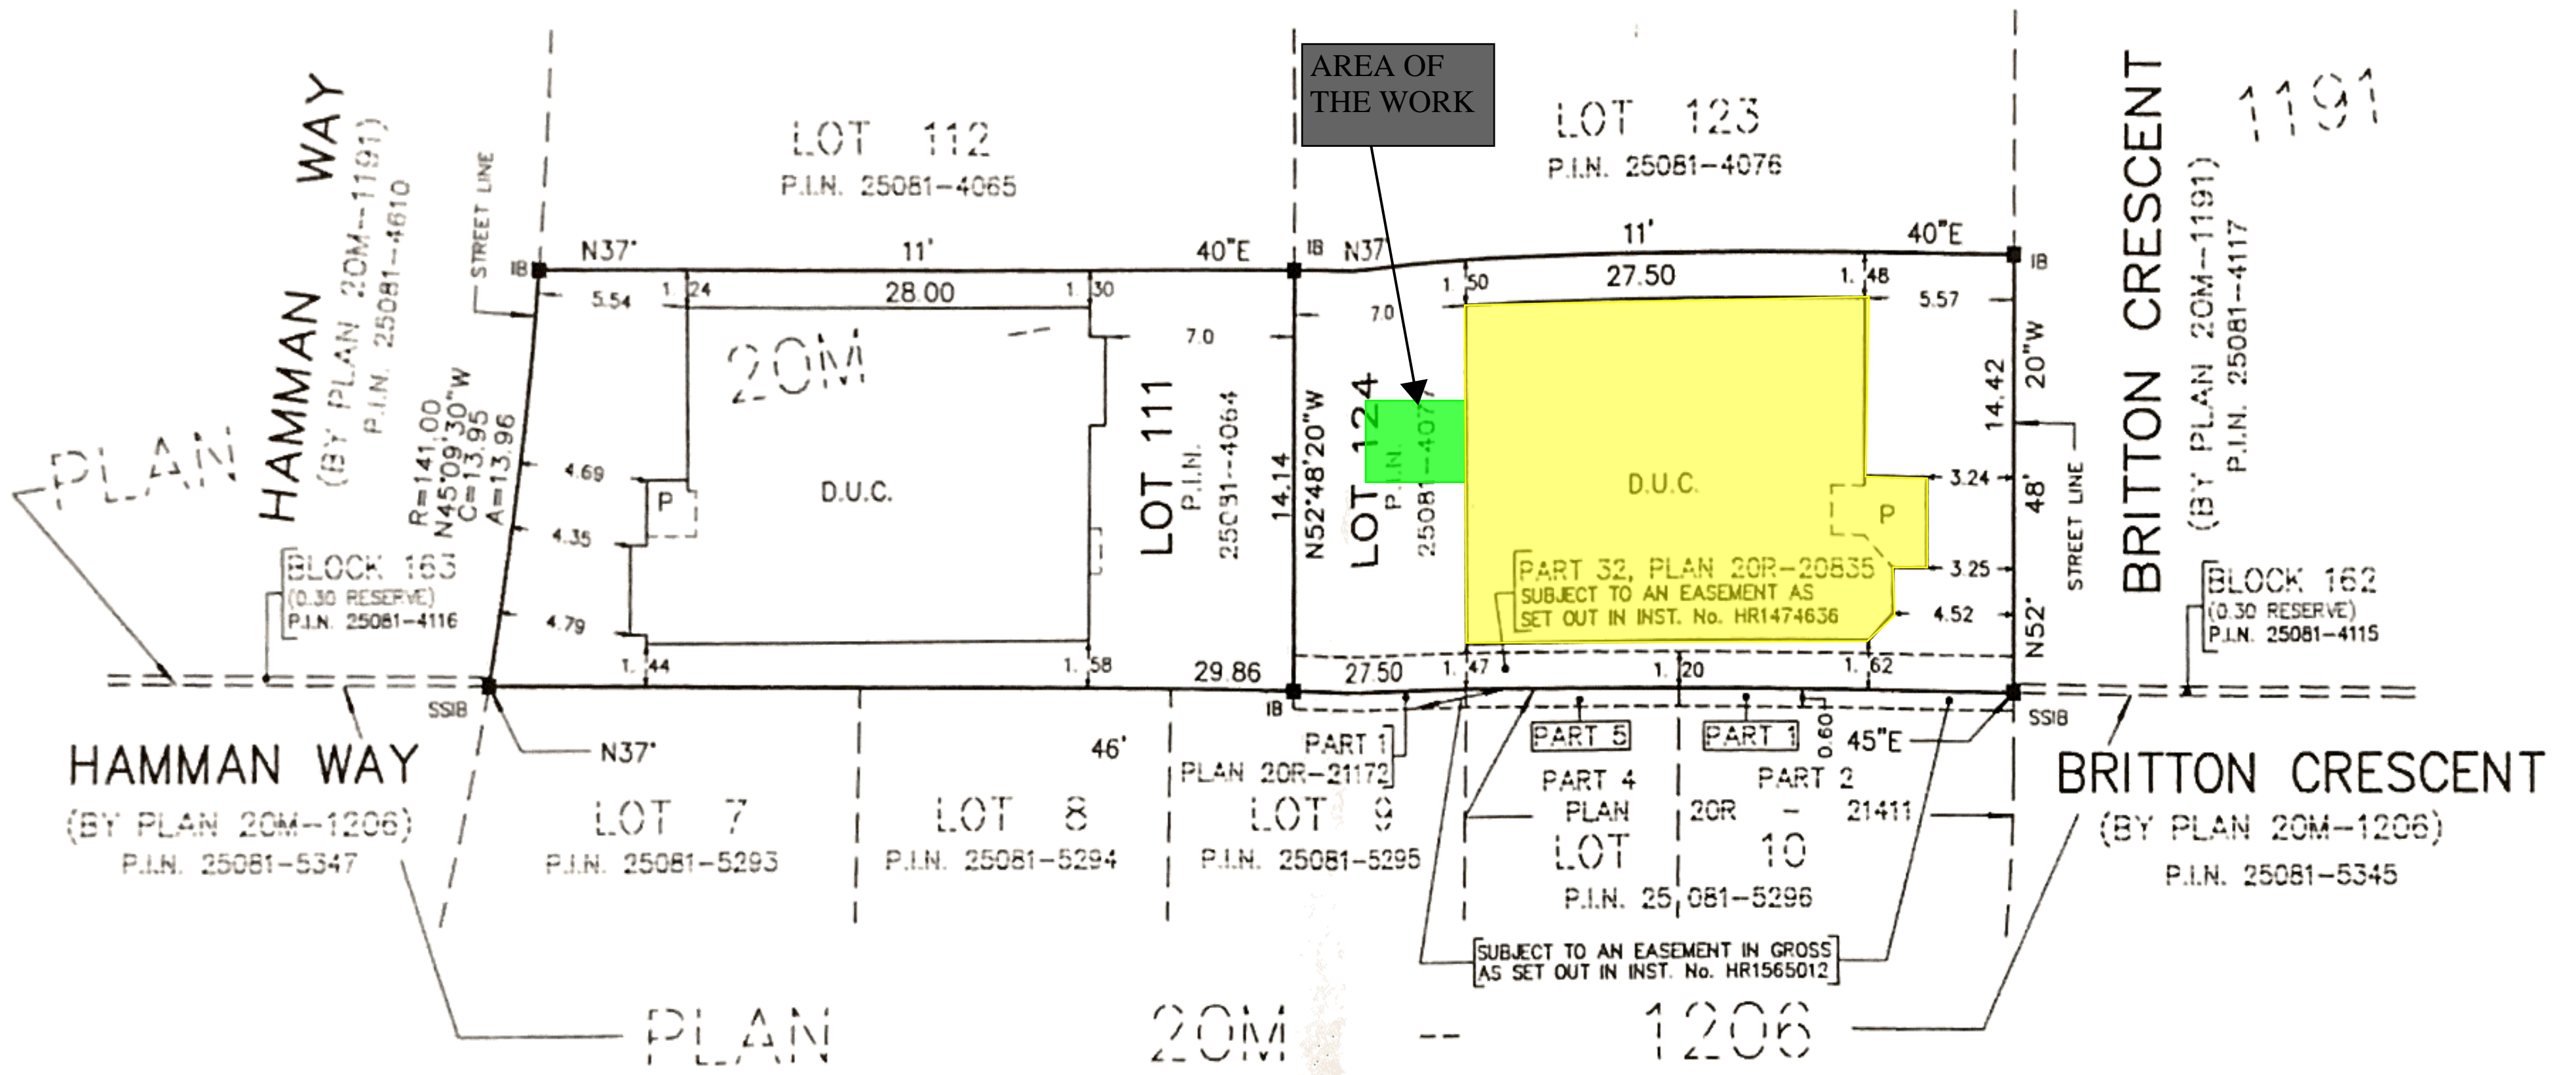 AREA OF
THE WORK
HAMMAN WAY
(BY PLAN 20M-1191)
P.I.N. 25081-4610
STREET LINE
LOT 112
P.I.N. 25081-4065
LOT 123
P.I.N. 25081-4076
BRITTON CRESCENT
(BY PLAN 20M-1191)
P.I.N. 25081-4117
1191
IB
N37° 11' 40"E
IB
N37° 11' 40"E
IB
5.54
1.24
28.00
1.30
7.0
7.0
1.50
27.50
1.48
5.57
20M
PLAN
R=141.00
N45°09'30"W
C=13.95
A=13.96
4.69
4.35
4.79
P
D.U.C.
LOT 111
P.I.N.
25081-4064
14.14
N52°48'20"W
LOT 124
P.I.N.
25081-4077
D.U.C.
P
3.24
3.25
4.52
14.42
N52° 48' 20"W
STREET LINE
BLOCK 163
(0.30 RESERVE)
P.I.N. 25081-4116
PART 32, PLAN 20R-20835
SUBJECT TO AN EASEMENT AS
SET OUT IN INST. No. HR1474636
BLOCK 162
(0.30 RESERVE)
P.I.N. 25081-4115
1.44
1.58
29.86
27.50
1.47
1.20
1.62
SSIB
IB
SSIB
N37° 46' 45"E
HAMMAN WAY
(BY PLAN 20M-1206)
P.I.N. 25081-5347
LOT 7
P.I.N. 25081-5293
LOT 8
P.I.N. 25081-5294
PART 1
PLAN 20R-21172
LOT 9
P.I.N. 25081-5295
PART 5
PART 1
0.60
PART 4
PART 2
PLAN 20R - 21411
LOT 10
P.I.N. 25081-5296
BRITTON CRESCENT
(BY PLAN 20M-1206)
P.I.N. 25081-5345
SUBJECT TO AN EASEMENT IN GROSS
AS SET OUT IN INST. No. HR1565012
PLAN 20M -- 1206